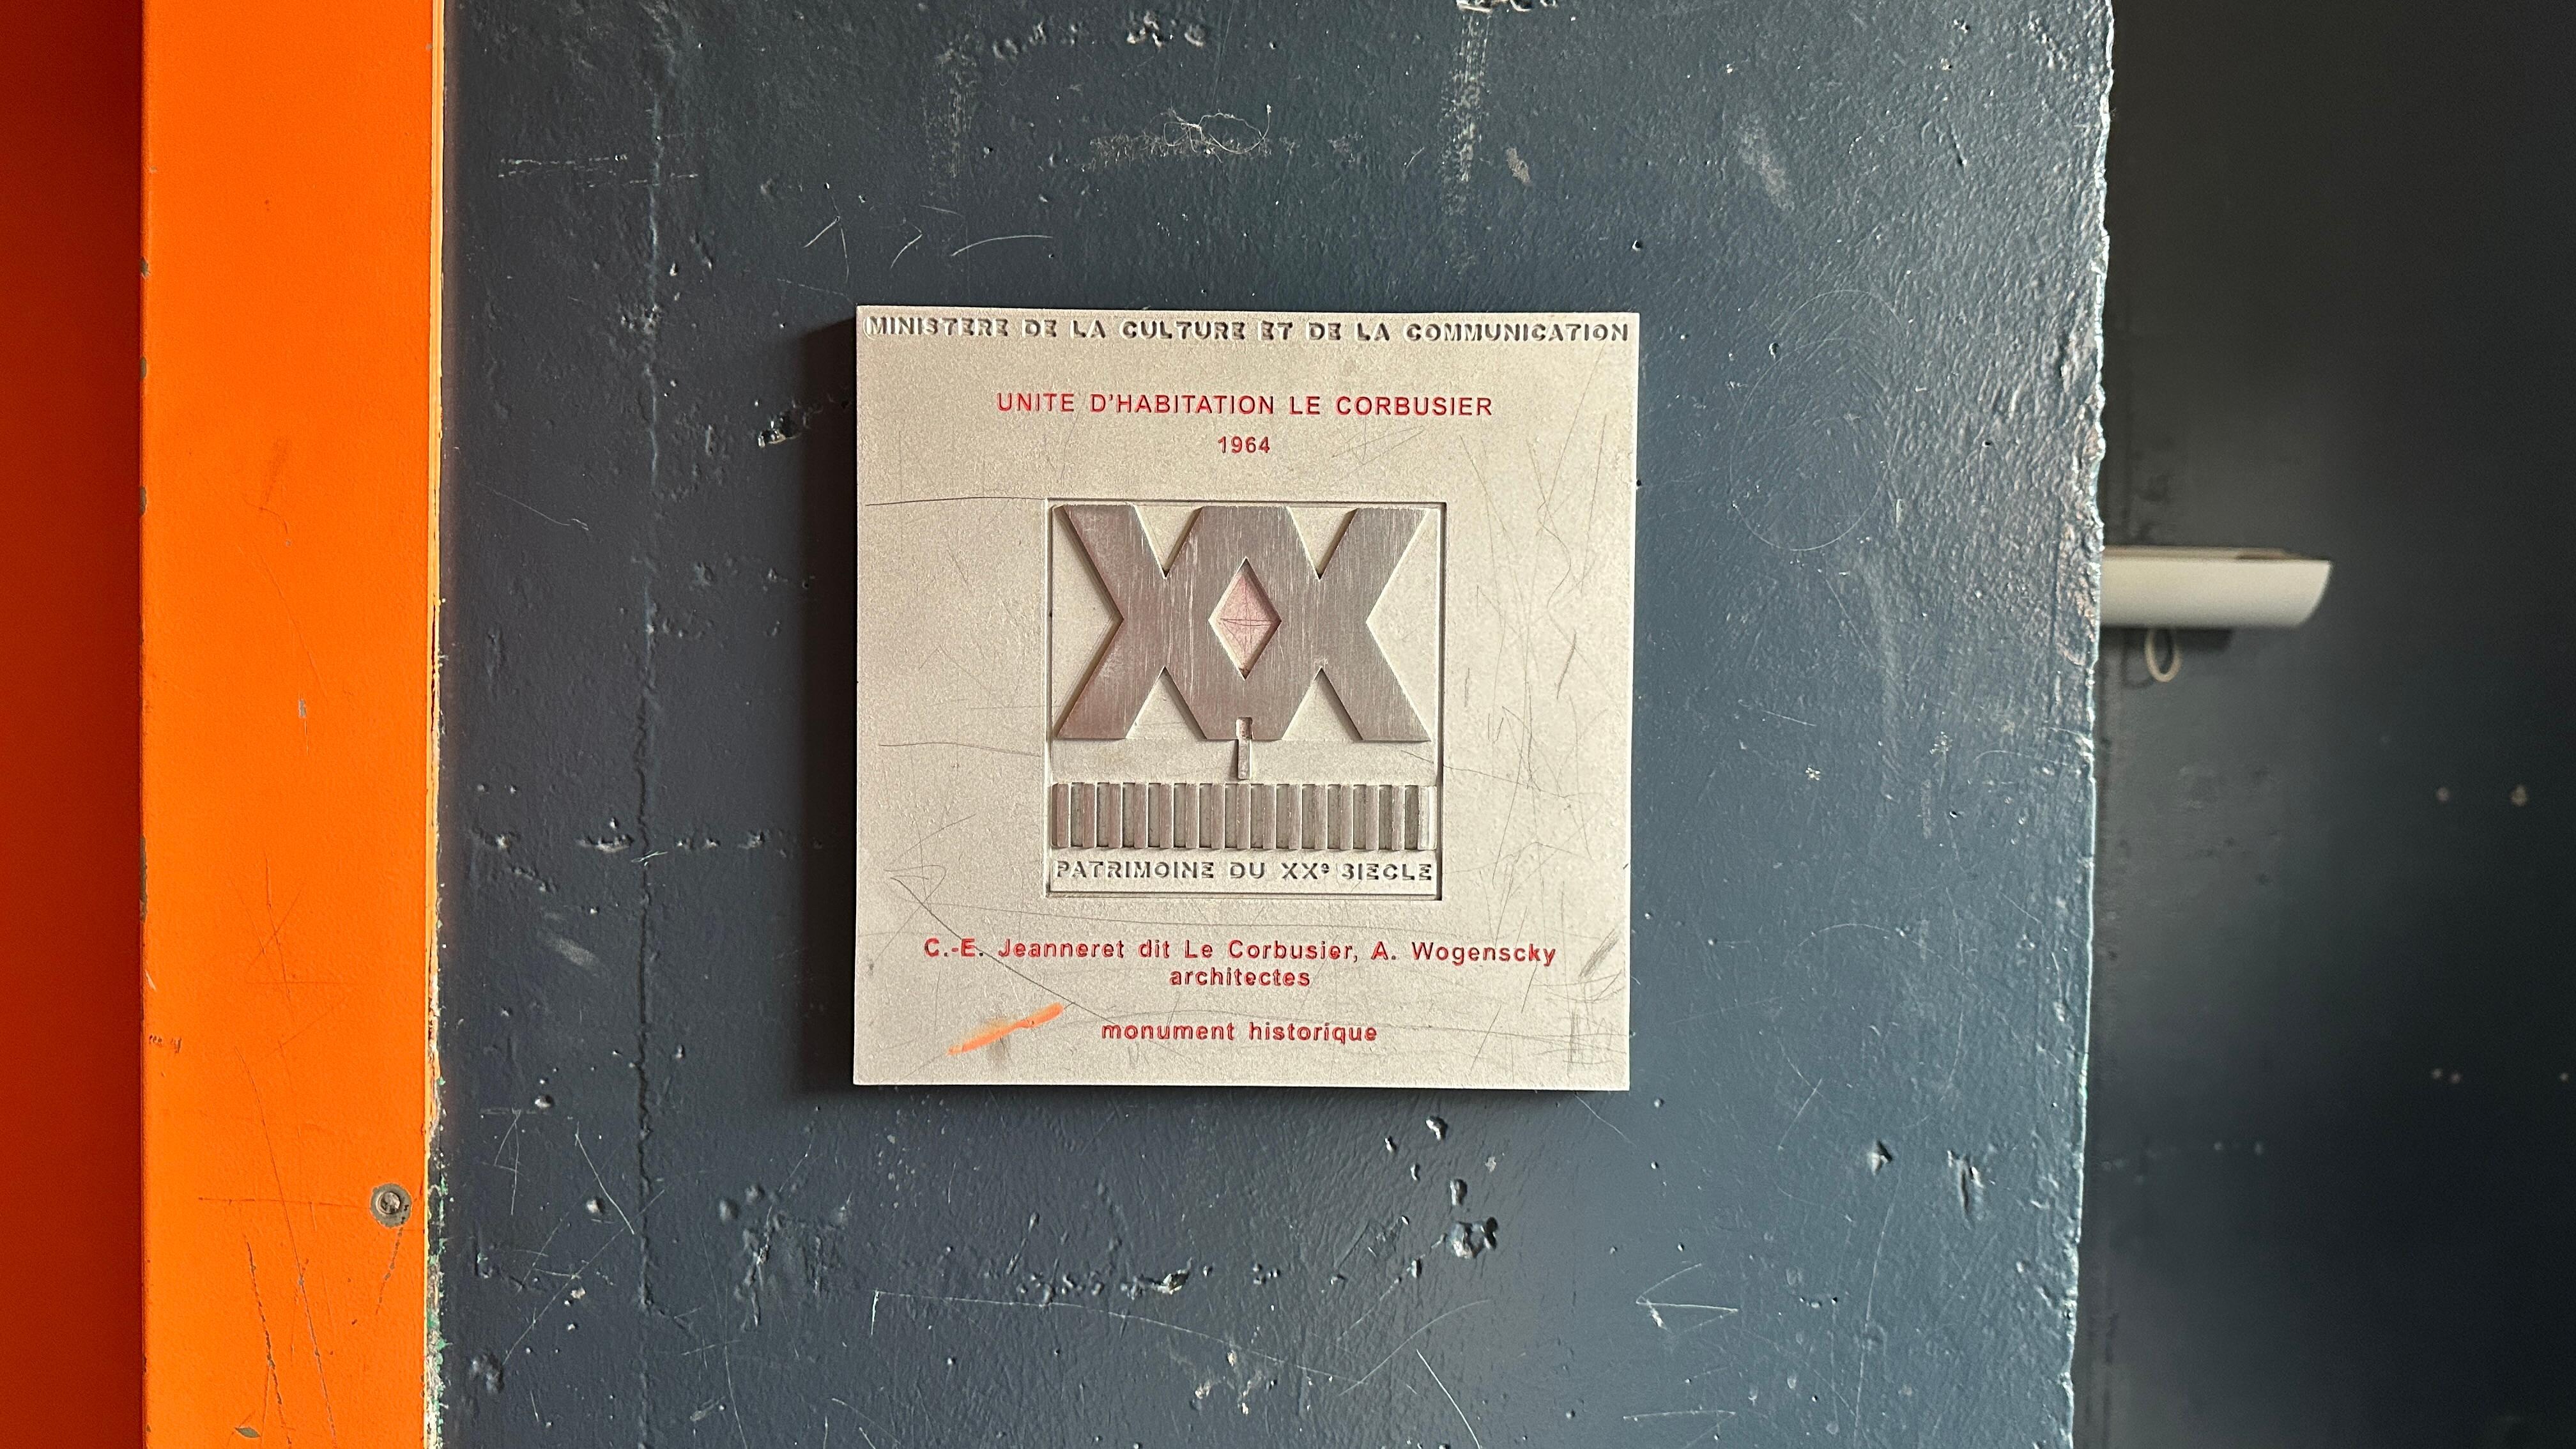 MINISTERE DE LA CULTURE ET DE LA COMMUNICATION
UNITE D'HABITATION LE CORBUSIER
1964
XX
PATRIMOINE DU XXe SIECLE
C.-E. Jeanneret dit Le Corbusier, A. Wogenscky
architectes
monument historique